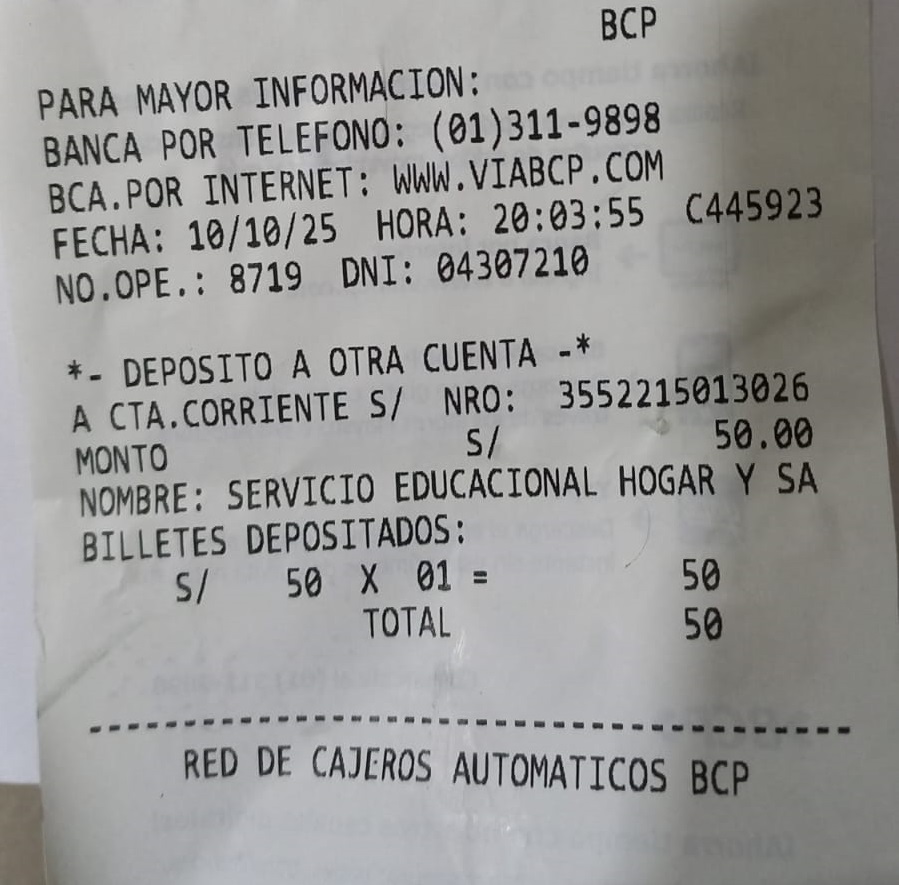 BCP
PARA MAYOR INFORMACION:
BANCA POR TELEFONO: (01)311-9898
BCA.POR INTERNET: WWW.VIABCP.COM
FECHA: 10/10/25 HORA: 20:03:55 C445923
NO.OPE.: 8719 DNI: 04307210
*- DEPOSITO A OTRA CUENTA -*
A CTA.CORRIENTE S/ NRO: 3552215013026
MONTO S/ 50.00
NOMBRE: SERVICIO EDUCACIONAL HOGAR Y SA
BILLETES DEPOSITADOS:
S/ 50 X 01 = 50
TOTAL 50
----------------------------------------
RED DE CAJEROS AUTOMATICOS BCP